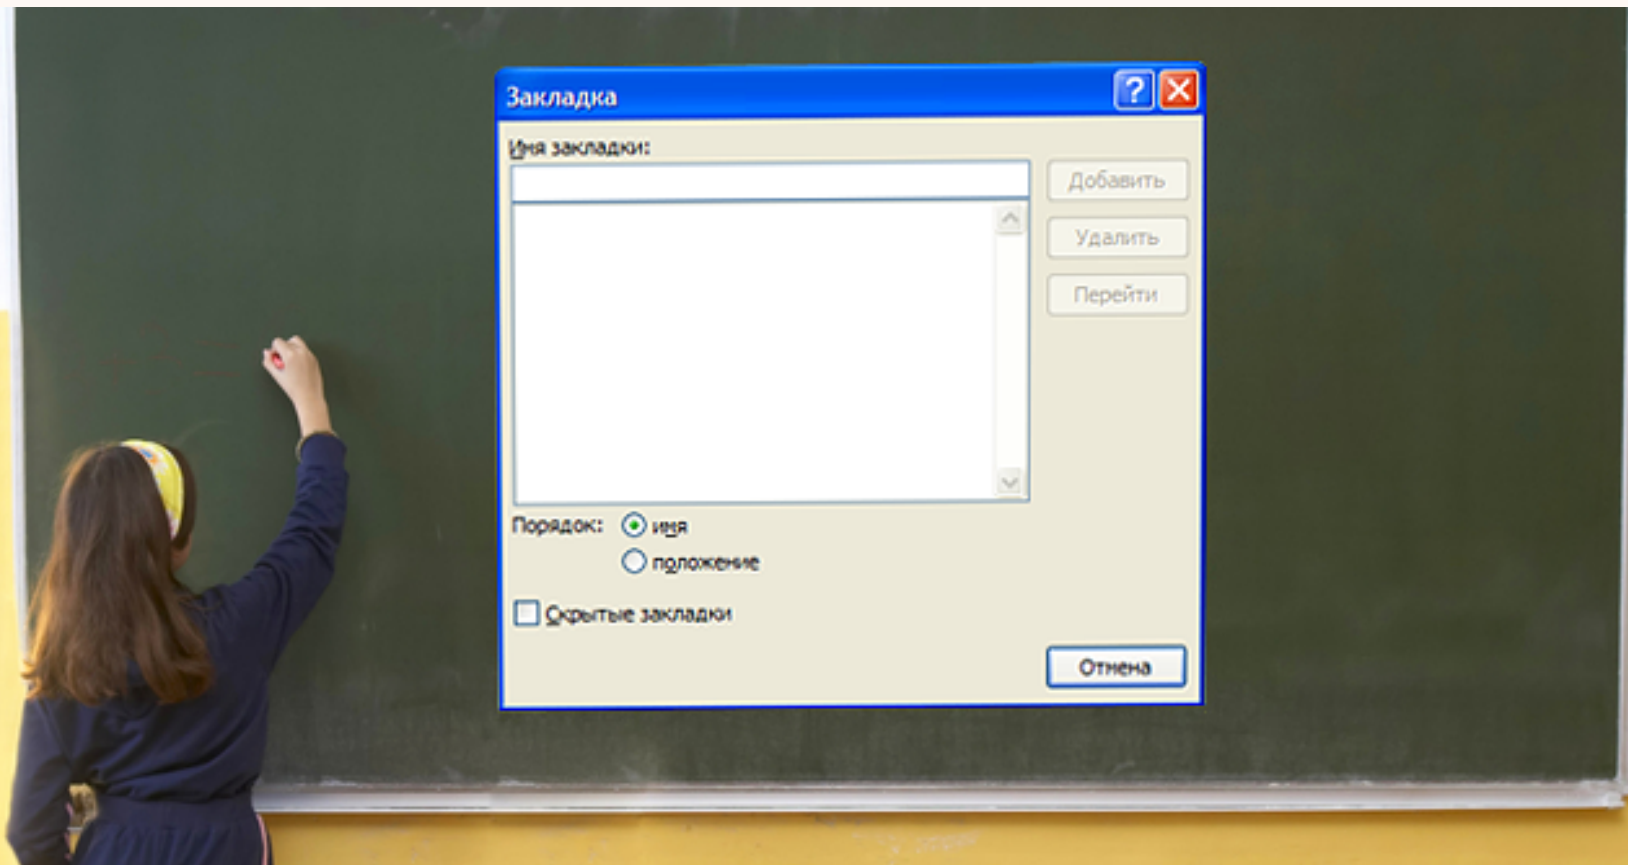 Закладка
Имя закладки:
Добавить
Удалить
Перейти
Порядок: имя
положение
Скрытые закладки
Отмена